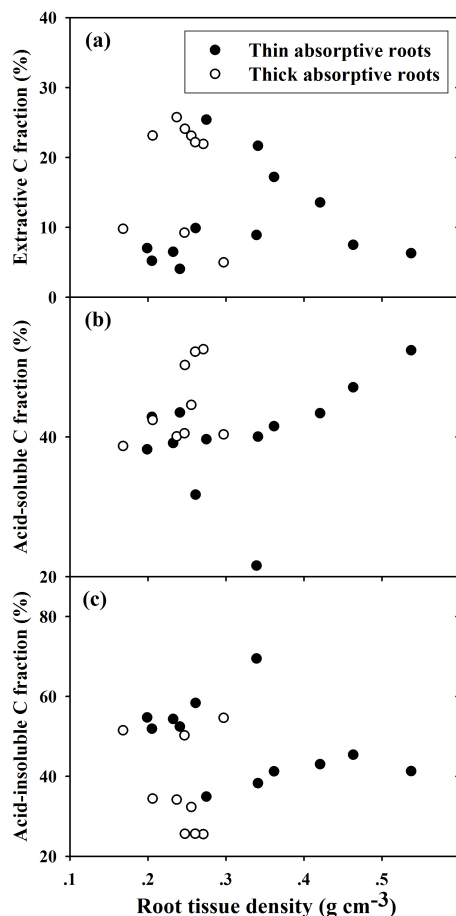 40
(a)
Thin absorptive roots
Thick absorptive roots
30
20
10
0
Extractive C fraction (%)
(b)
40
20
Acid-soluble C fraction (%)
(c)
80
60
40
20
Acid-insoluble C fraction (%)
.1 .2 .3 .4 .5
Root tissue density (g cm⁻³)